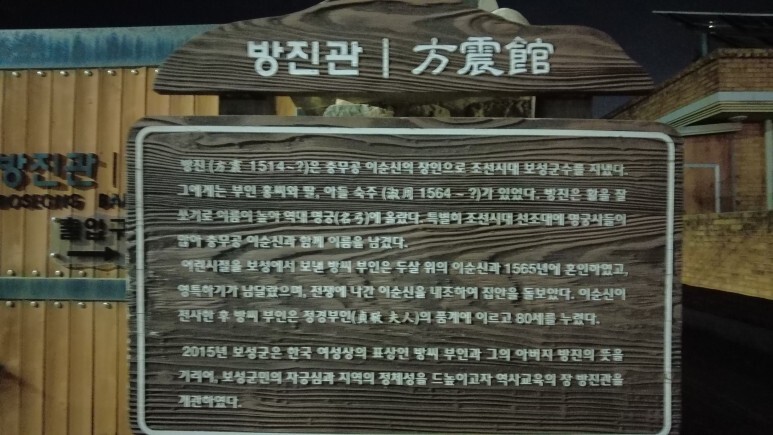 방진관 | 方震館
방진(方震 1514~?)은 충무공 이순신의 장인으로 조선시대 보성군수를 지냈다.
그에게는 부인 홍씨와 딸, 아들 숙주(淑周 1564~?)가 있었다. 방진은 활을 잘
쏘기로 이름이 높아 역대 명궁(名弓)에 올랐다. 특별히 조선시대 선조대에 명궁사들이
많아 충무공 이순신과 함께 이름을 남겼다.
어린시절을 보성에서 보낸 방씨 부인은 두살 위의 이순신과 1565년에 혼인하였고,
영특하기가 남달랐으며, 전쟁에 나간 이순신을 내조하여 집안을 돌보았다. 이순신이
전사한 후 방씨 부인은 정경부인(貞敬 夫人)의 품계에 이르고 80세를 누렸다.
2015년 보성군은 한국 여성상의 표상인 방씨 부인과 그의 아버지 방진의 뜻을
기리어, 보성군민의 자긍심과 지역의 정체성을 드높이고자 역사교육의 장 방진관을
개관하였다.
방진관 |
BOSEONG BA
출입구
→